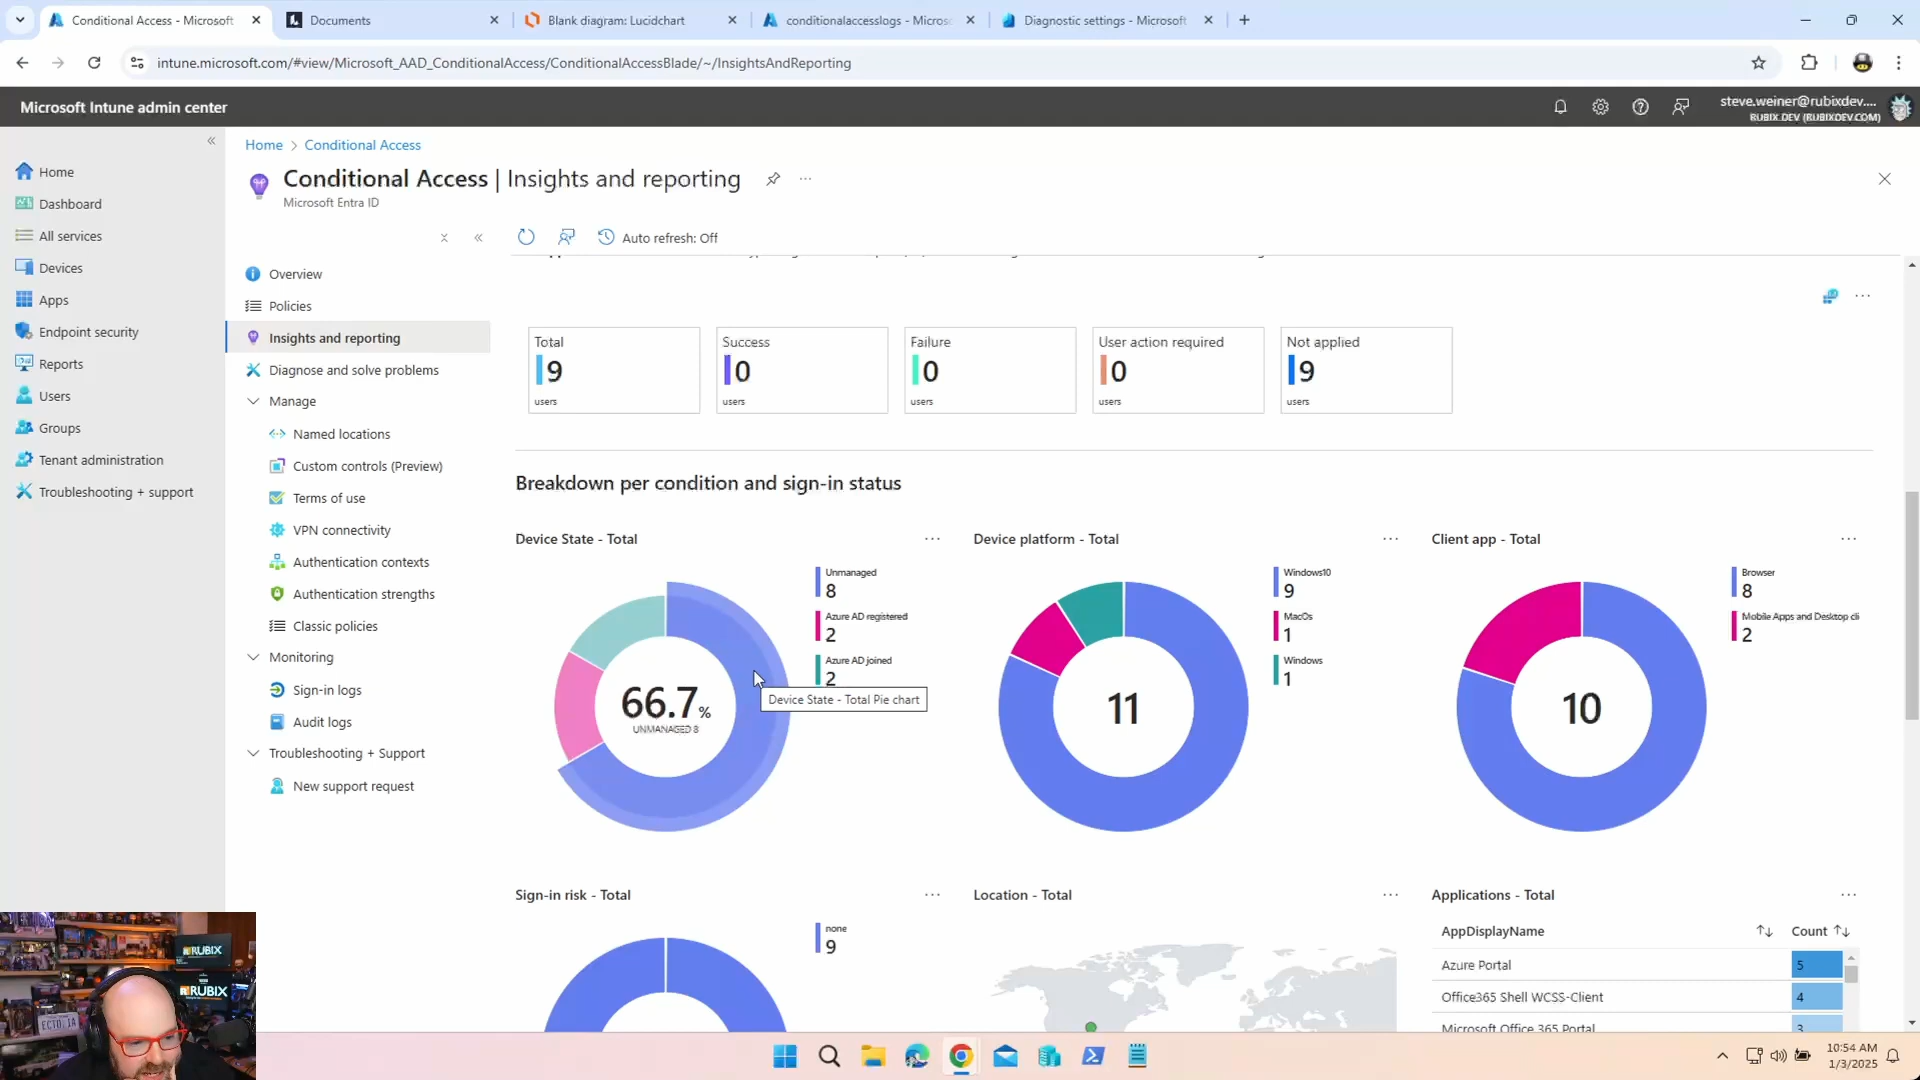 Conditional Access - Microsoft
Documents
Blank diagram: Lucidchart
conditionalaccesslogs - Micros
Diagnostic settings - Microsoft
intune.microsoft.com/#view/Microsoft_AAD_ConditionalAccess/ConditionalAccessBlade/~/InsightsAndReporting
Microsoft Intune admin center
steve.weiner@rubixdev....
RUBIX.DEV (RUBIXDEV.COM)
Home
Dashboard
All services
Devices
Apps
Endpoint security
Reports
Users
Groups
Tenant administration
Troubleshooting + support
Home > Conditional Access
Conditional Access | Insights and reporting
Microsoft Entra ID
Auto refresh: Off
Overview
Policies
Insights and reporting
Diagnose and solve problems
Manage
Named locations
Custom controls (Preview)
Terms of use
VPN connectivity
Authentication contexts
Authentication strengths
Classic policies
Monitoring
Sign-in logs
Audit logs
Troubleshooting + Support
New support request
Total
9
users
Success
0
users
Failure
0
users
User action required
0
users
Not applied
9
users
Breakdown per condition and sign-in status
Device State - Total
66.7%
UNMANAGED 8
Unmanaged
8
Azure AD registered
2
Azure AD joined
2
Device State - Total Pie chart
Device platform - Total
11
Windows10
9
MacOs
1
Windows
1
Client app - Total
10
Browser
8
Mobile Apps and Desktop cli
2
Sign-in risk - Total
none
9
Location - Total
Applications - Total
AppDisplayName
Count
Azure Portal
5
Office365 Shell WCSS-Client
4
Microsoft Office 365 Portal
3
RUBIX
RUBIX
ECTO-1A
10:54 AM
1/3/2025